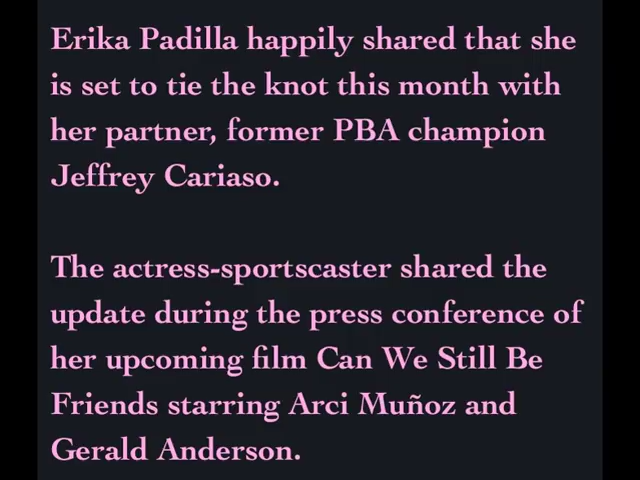 Erika Padilla happily shared that she
is set to tie the knot this month with
her partner, former PBA champion
Jeffrey Cariaso.
The actress-sportscaster shared the
update during the press conference of
her upcoming film Can We Still Be
Friends starring Arci Muñoz and
Gerald Anderson.